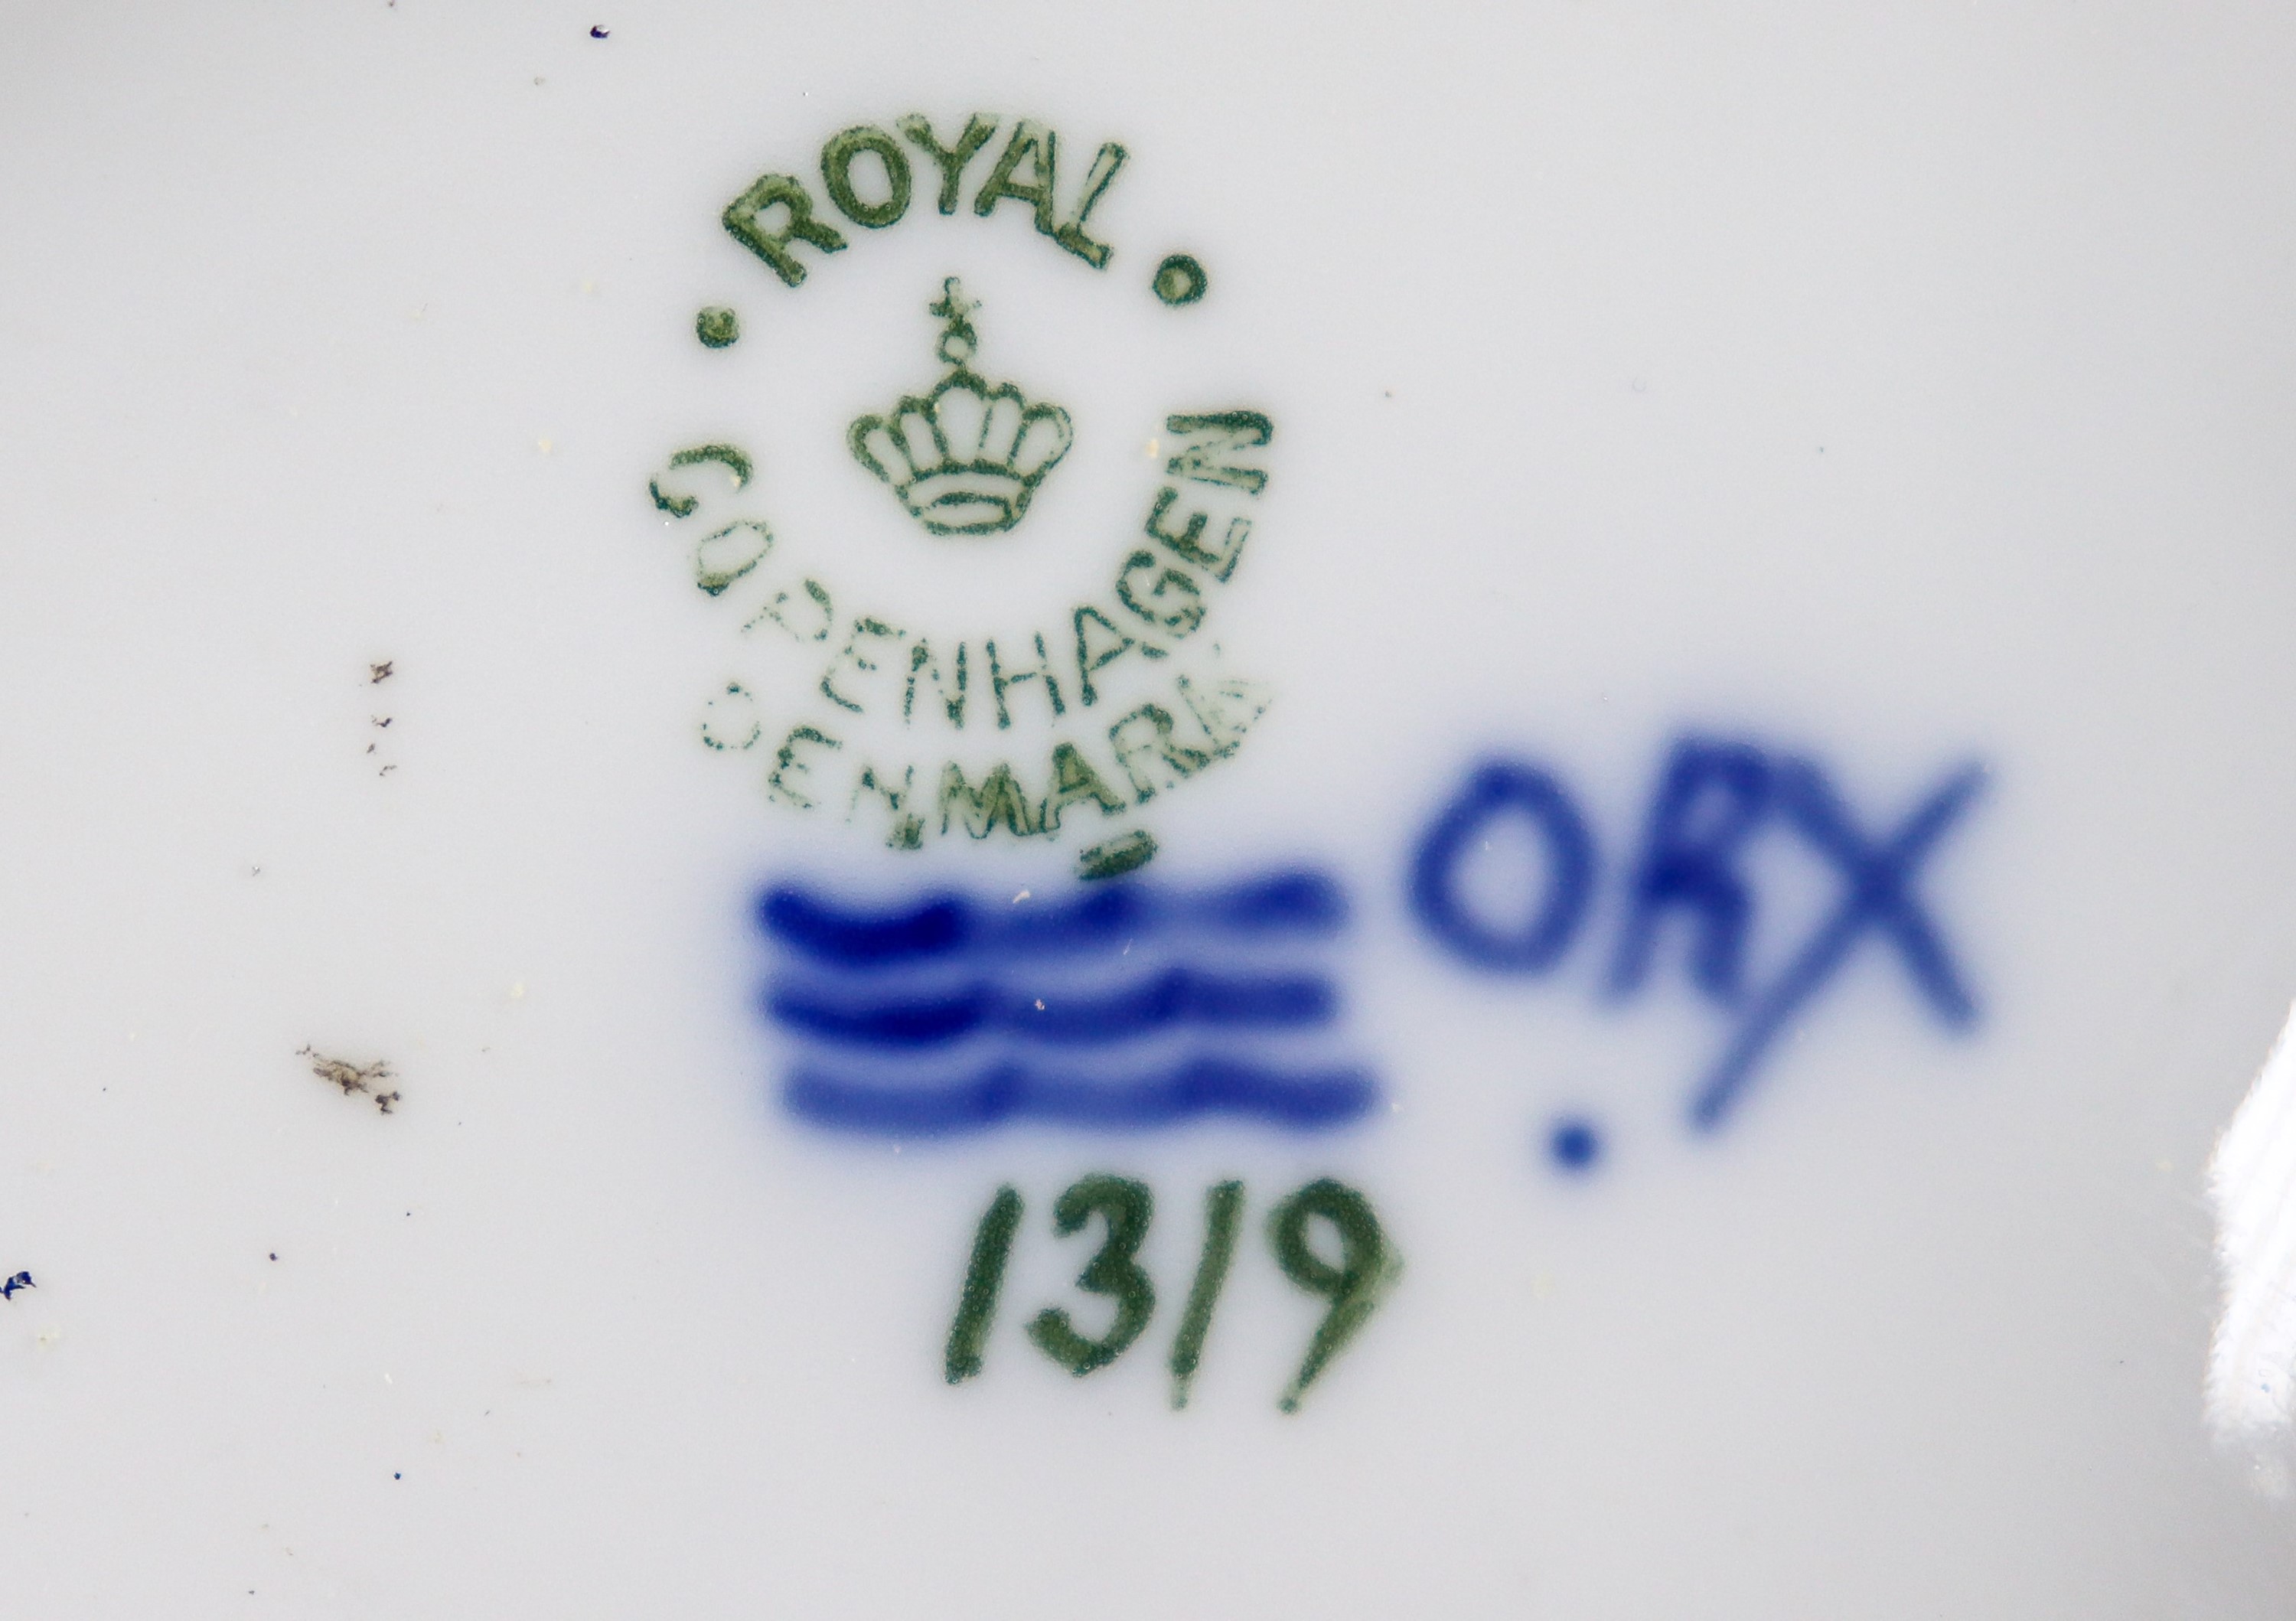 · ROYAL ·
COPENHAGEN
DENMARK
1319